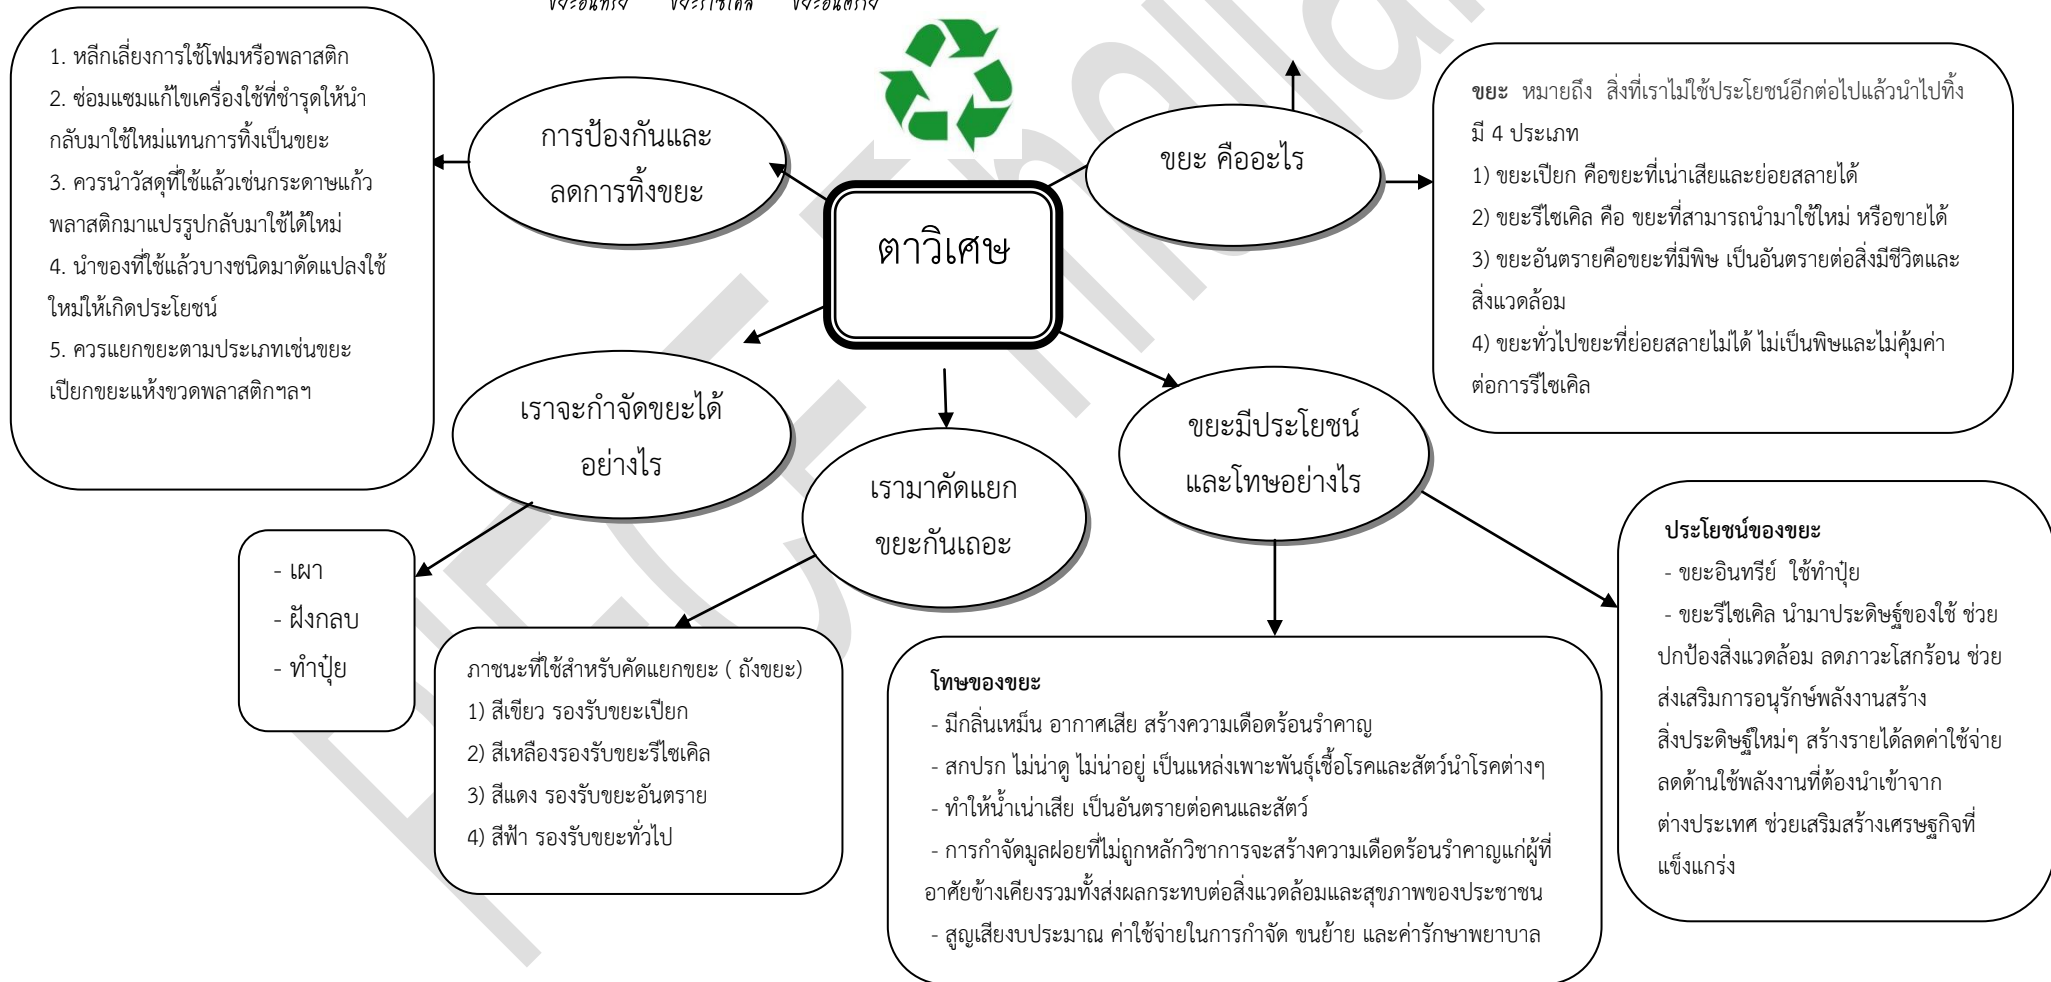 ขยะอินทรีย์ ขยะรีไซเคิล ขยะอันตราย
1. หลีกเลี่ยงการใช้โฟมหรือพลาสติก
2. ซ่อมแซมแก้ไขเครื่องใช้ที่ชำรุดให้นำ
กลับมาใช้ใหม่แทนการทิ้งเป็นขยะ
3. ควรนำวัสดุที่ใช้แล้วเช่นกระดาษแก้ว
พลาสติกมาแปรรูปกลับมาใช้ได้ใหม่
4. นำของที่ใช้แล้วบางชนิดมาดัดแปลงใช้
ใหม่ให้เกิดประโยชน์
5. ควรแยกขยะตามประเภทเช่นขยะ
เปียกขยะแห้งขวดพลาสติกฯลฯ
การป้องกันและ
ลดการทิ้งขยะ
ตาวิเศษ
ขยะ คืออะไร
ขยะ หมายถึง สิ่งที่เราไม่ใช้ประโยชน์อีกต่อไปแล้วนำไปทิ้ง
มี 4 ประเภท
1) ขยะเปียก คือขยะที่เน่าเสียและย่อยสลายได้
2) ขยะรีไซเคิล คือ ขยะที่สามารถนำมาใช้ใหม่ หรือขายได้
3) ขยะอันตรายคือขยะที่มีพิษ เป็นอันตรายต่อสิ่งมีชีวิตและ
สิ่งแวดล้อม
4) ขยะทั่วไปขยะที่ย่อยสลายไม่ได้ ไม่เป็นพิษและไม่คุ้มค่า
ต่อการรีไซเคิล
เราจะกำจัดขยะได้
อย่างไร
เรามาคัดแยก
ขยะกันเถอะ
ขยะมีประโยชน์
และโทษอย่างไร
- เผา
- ฝังกลบ
- ทำปุ๋ย
ภาชนะที่ใช้สำหรับคัดแยกขยะ ( ถังขยะ)
1) สีเขียว รองรับขยะเปียก
2) สีเหลืองรองรับขยะรีไซเคิล
3) สีแดง รองรับขยะอันตราย
4) สีฟ้า รองรับขยะทั่วไป
โทษของขยะ
- มีกลิ่นเหม็น อากาศเสีย สร้างความเดือดร้อนรำคาญ
- สกปรก ไม่น่าดู ไม่น่าอยู่ เป็นแหล่งเพาะพันธุ์เชื้อโรคและสัตว์นำโรคต่างๆ
- ทำให้น้ำเน่าเสีย เป็นอันตรายต่อคนและสัตว์
- การกำจัดมูลฝอยที่ไม่ถูกหลักวิชาการจะสร้างความเดือดร้อนรำคาญแก่ผู้ที่
อาศัยข้างเคียงรวมทั้งส่งผลกระทบต่อสิ่งแวดล้อมและสุขภาพของประชาชน
- สูญเสียงบประมาณ ค่าใช้จ่ายในการกำจัด ขนย้าย และค่ารักษาพยาบาล
ประโยชน์ของขยะ
- ขยะอินทรีย์ ใช้ทำปุ๋ย
- ขยะรีไซเคิล นำมาประดิษฐ์ของใช้ ช่วย
ปกป้องสิ่งแวดล้อม ลดภาวะโลกร้อน ช่วย
ส่งเสริมการอนุรักษ์พลังงานสร้าง
สิ่งประดิษฐ์ใหม่ๆ สร้างรายได้ลดค่าใช้จ่าย
ลดด้านใช้พลังงานที่ต้องนำเข้าจาก
ต่างประเทศ ช่วยเสริมสร้างเศรษฐกิจที่
แข็งแกร่ง